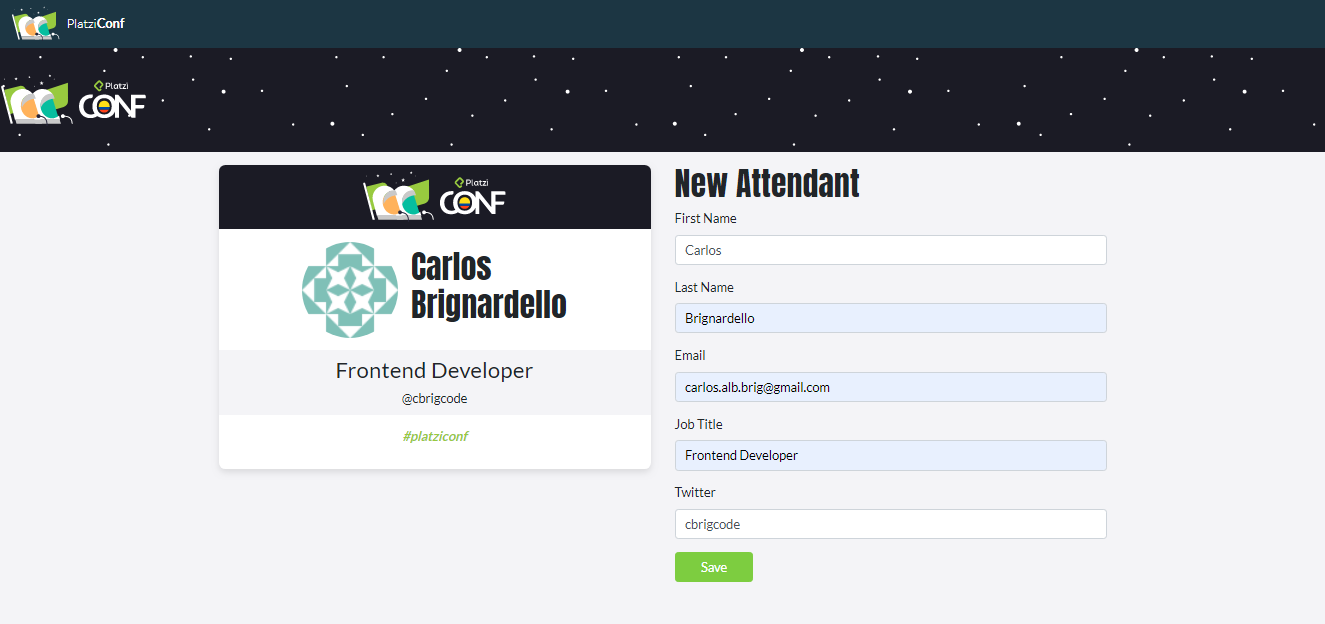 PlatziConf
Platzi
CONF
Platzi
CONF
Carlos
Brignardello
Frontend Developer
@cbrigcode
#platziconf
New Attendant
First Name
Carlos
Last Name
Brignardello
Email
carlos.alb.brig@gmail.com
Job Title
Frontend Developer
Twitter
cbrigcode
Save